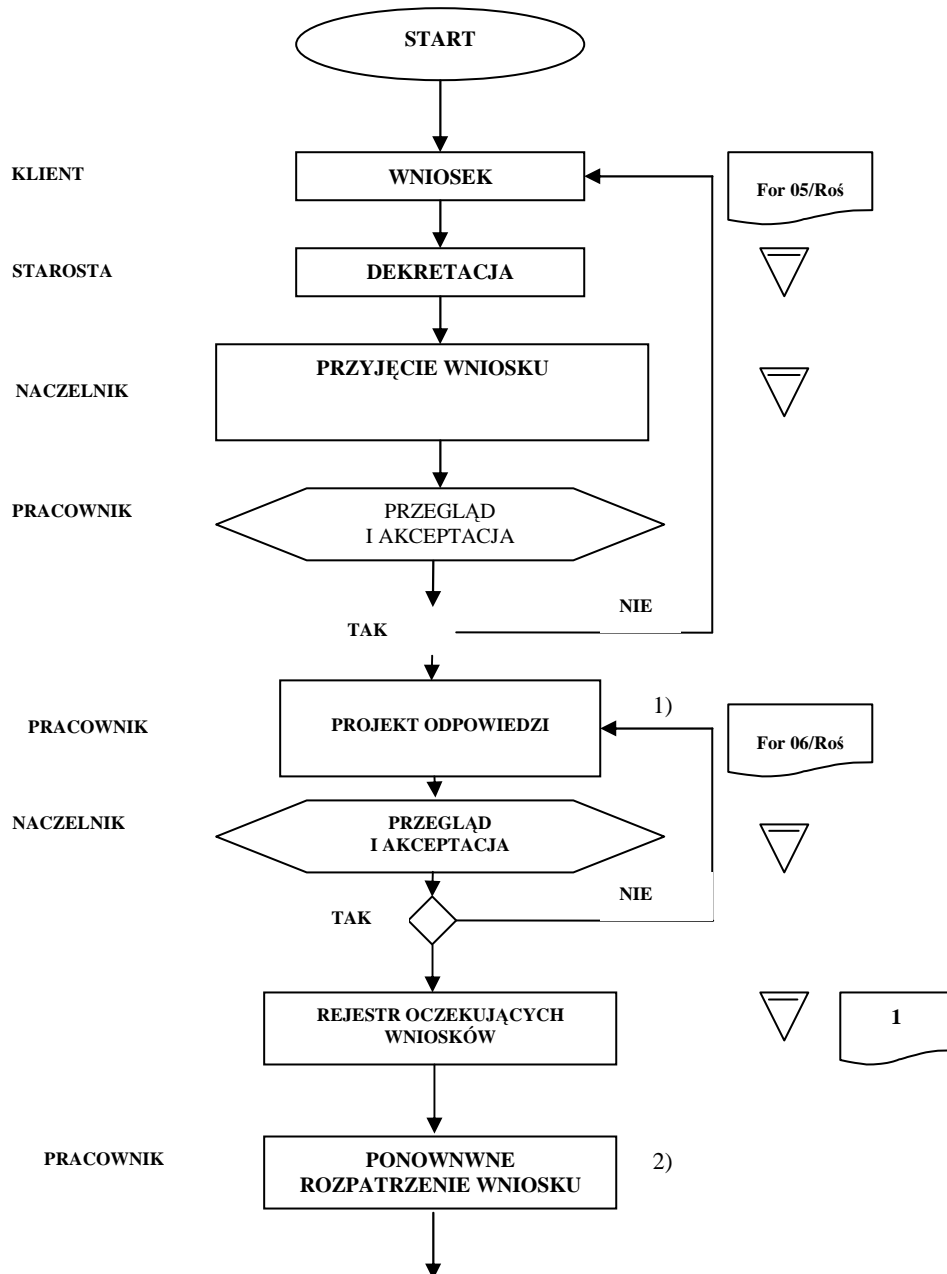 START
KLIENT
WNIOSEK
For 05/Roś
STAROSTA
DEKRETACJA
NACZELNIK
PRZYJĘCIE WNIOSKU
PRACOWNIK
PRZEGLĄD
I AKCEPTACJA
NIE
TAK
PRACOWNIK
PROJEKT ODPOWIEDZI
1)
For 06/Roś
NACZELNIK
PRZEGLĄD
I AKCEPTACJA
NIE
TAK
REJESTR OCZEKUJĄCYCH
WNIOSKÓW
1
PRACOWNIK
PONOWNWNE
ROZPATRZENIE WNIOSKU
2)